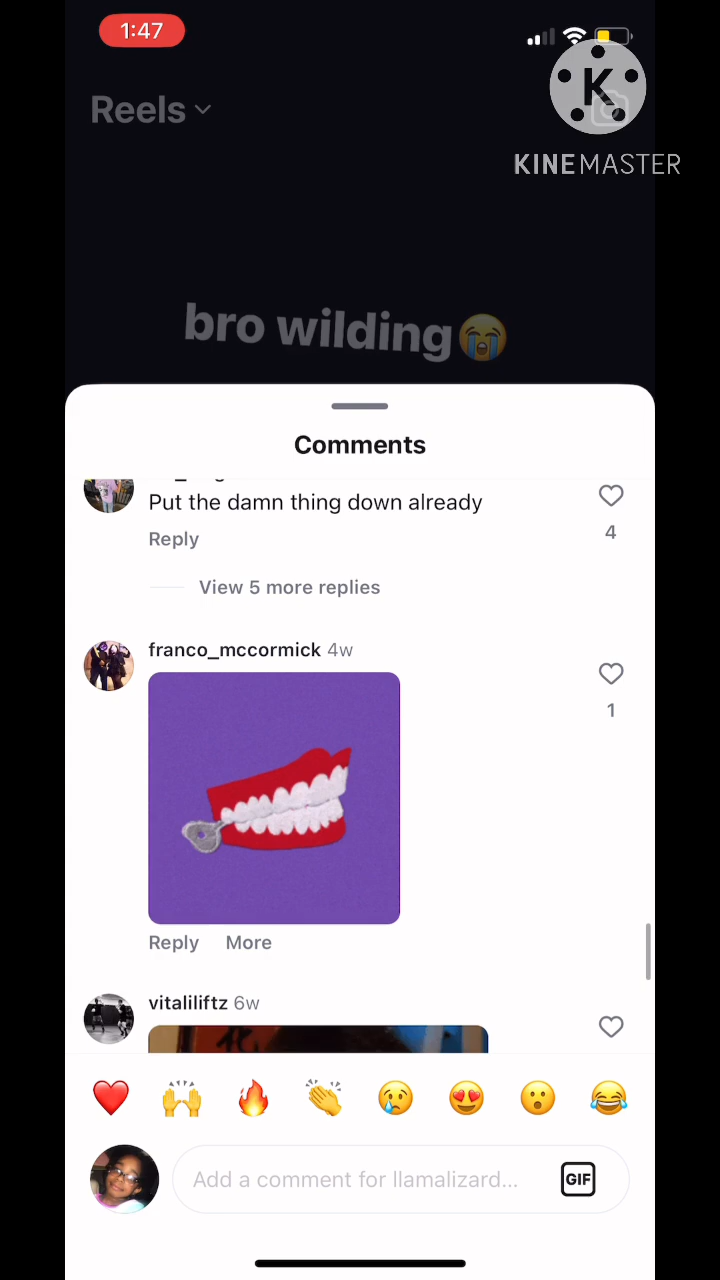 1:47
Reels
K
KINEMASTER
bro wilding😭
Comments
Put the damn thing down already
4
Reply
View 5 more replies
franco_mccormick 4w
1
Reply More
vitaliliftz 6w
Add a comment for llamalizard...
GIF